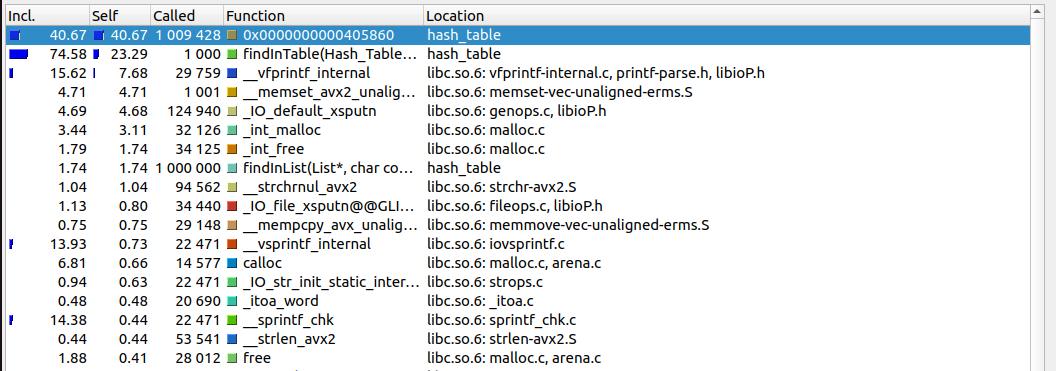 Incl. Self Called Function Location
40.67 40.67 1 009 428 0x0000000000405860 hash_table
74.58 23.29 1 000 findInTable(Hash_Table... hash_table
15.62 7.68 29 759 __vfprintf_internal libc.so.6: vfprintf-internal.c, printf-parse.h, libioP.h
4.71 4.71 1 001 __memset_avx2_unalig... libc.so.6: memset-vec-unaligned-erms.S
4.69 4.68 124 940 _IO_default_xsputn libc.so.6: genops.c, libioP.h
3.44 3.11 32 126 _int_malloc libc.so.6: malloc.c
1.79 1.74 34 125 _int_free libc.so.6: malloc.c
1.74 1.74 1 000 000 findInList(List*, char co... hash_table
1.04 1.04 94 562 __strchrnul_avx2 libc.so.6: strchr-avx2.S
1.13 0.80 34 440 _IO_file_xsputn@@GLI... libc.so.6: fileops.c, libioP.h
0.75 0.75 29 148 __mempcpy_avx_unalig... libc.so.6: memmove-vec-unaligned-erms.S
13.93 0.73 22 471 __vsprintf_internal libc.so.6: iovsprintf.c
6.81 0.66 14 577 calloc libc.so.6: malloc.c, arena.c
0.94 0.63 22 471 _IO_str_init_static_inter... libc.so.6: strops.c
0.48 0.48 20 690 _itoa_word libc.so.6: _itoa.c
14.38 0.44 22 471 __sprintf_chk libc.so.6: sprintf_chk.c
0.44 0.44 53 541 __strlen_avx2 libc.so.6: strlen-avx2.S
1.88 0.41 28 012 free libc.so.6: malloc.c, arena.c